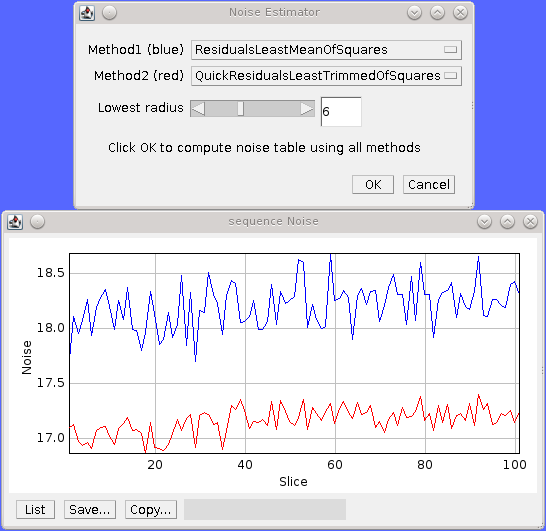 Noise Estimator
Method1 (blue) ResidualsLeastMeanOfSquares
Method2 (red) QuickResidualsLeastTrimmedOfSquares
Lowest radius 6
Click OK to compute noise table using all methods
OK Cancel
sequence Noise
18.5
18.0
17.5
17.0
Noise
20 40 60 80 100
Slice
List Save... Copy...